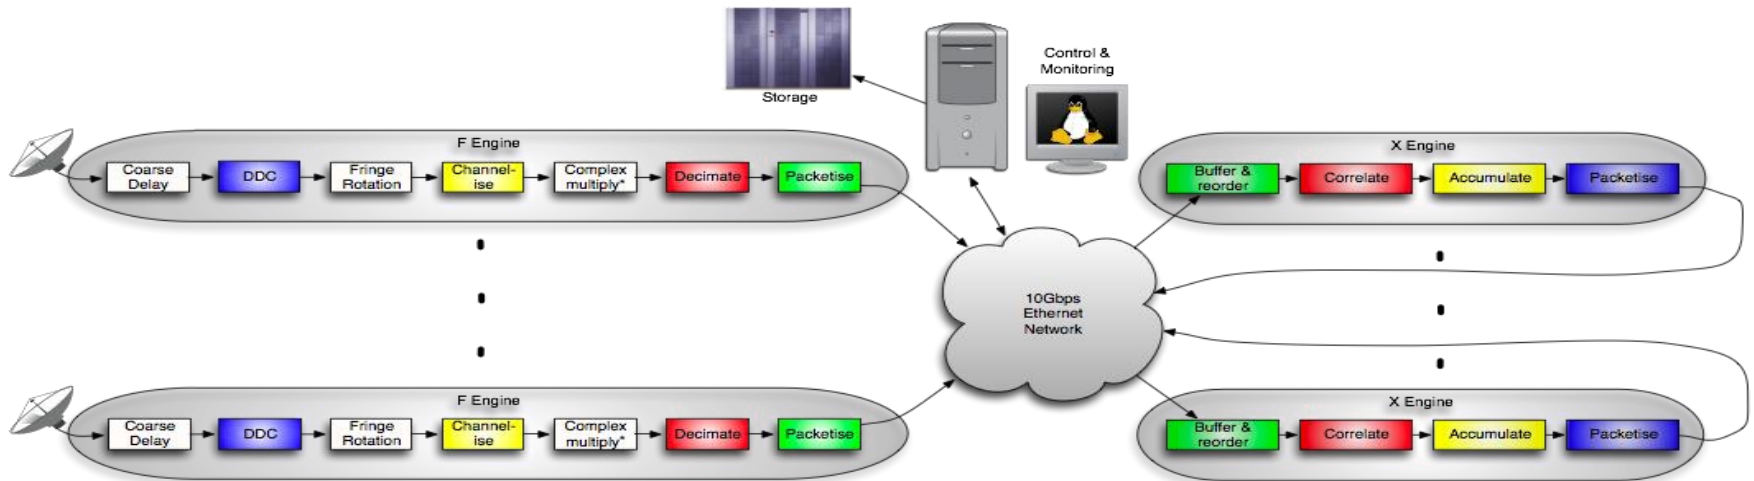 Storage
Control &
Monitoring
F Engine
Coarse
Delay
DDC
Fringe
Rotation
Channel-
ise
Complex
multiply*
Decimate
Packetise
X Engine
Buffer &
reorder
Correlate
Accumulate
Packetise
10Gbps
Ethernet
Network
F Engine
Coarse
Delay
DDC
Fringe
Rotation
Channel-
ise
Complex
multiply*
Decimate
Packetise
X Engine
Buffer &
reorder
Correlate
Accumulate
Packetise